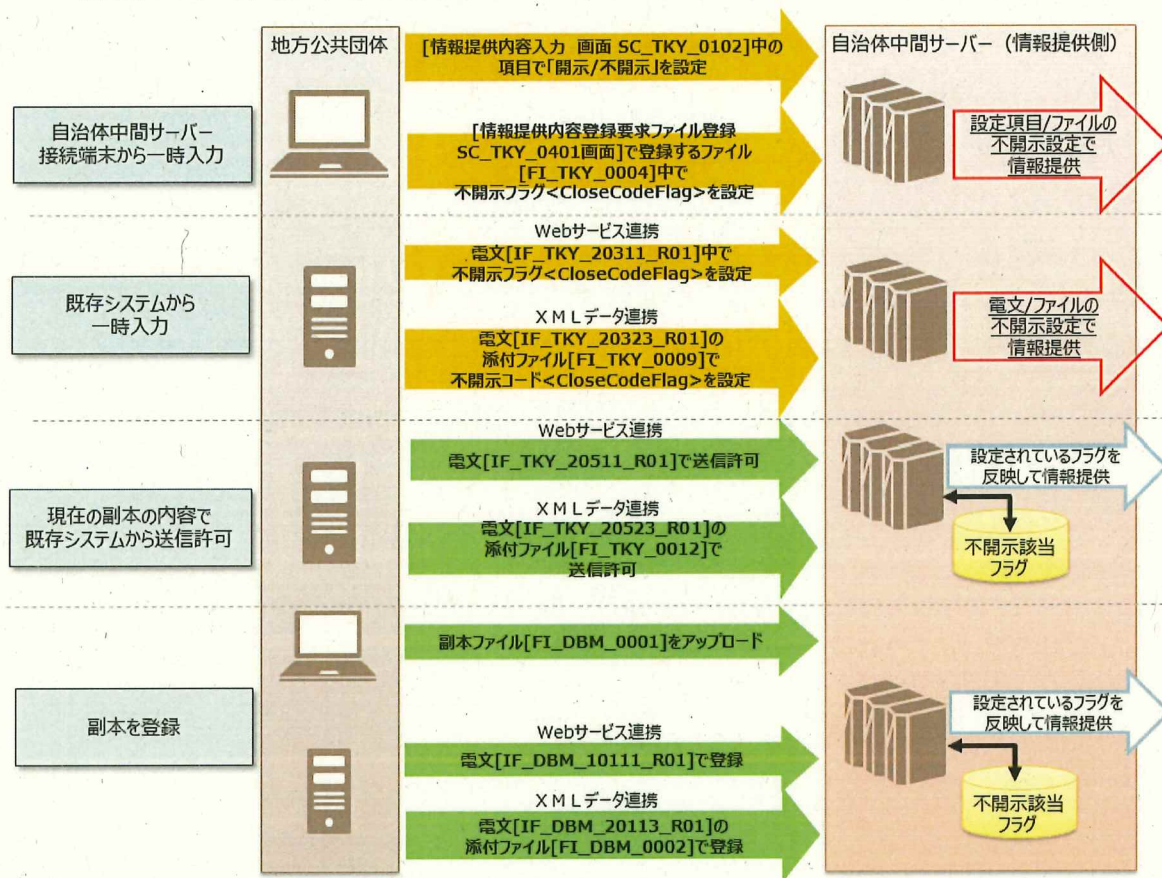 地方公共団体
自治体中間サーバー（情報提供側）
自治体中間サーバー
接続端末から一時入力
[情報提供内容入力 画面 SC_TKY_0102]中の
項目で「開示/不開示」を設定
[情報提供内容登録要求ファイル登録
SC_TKY_0401画面]で登録するファイル
[FI_TKY_0004]中で
不開示フラグ<CloseCodeFlag>を設定
設定項目/ファイルの
不開示設定で
情報提供
既存システムから
一時入力
Webサービス連携
電文[IF_TKY_20311_R01]中で
不開示フラグ<CloseCodeFlag>を設定
ＸＭＬデータ連携
電文[IF_TKY_20323_R01]の
添付ファイル[FI_TKY_0009]で
不開示コード<CloseCodeFlag>を設定
電文/ファイルの
不開示設定で
情報提供
現在の副本の内容で
既存システムから送信許可
Webサービス連携
電文[IF_TKY_20511_R01]で送信許可
ＸＭＬデータ連携
電文[IF_TKY_20523_R01]の
添付ファイル[FI_TKY_0012]で
送信許可
設定されているフラグを
反映して情報提供
不開示該当
フラグ
副本を登録
副本ファイル[FI_DBM_0001]をアップロード
Webサービス連携
電文[IF_DBM_10111_R01]で登録
ＸＭＬデータ連携
電文[IF_DBM_20113_R01]の
添付ファイル[FI_DBM_0002]で登録
設定されているフラグを
反映して情報提供
不開示該当
フラグ